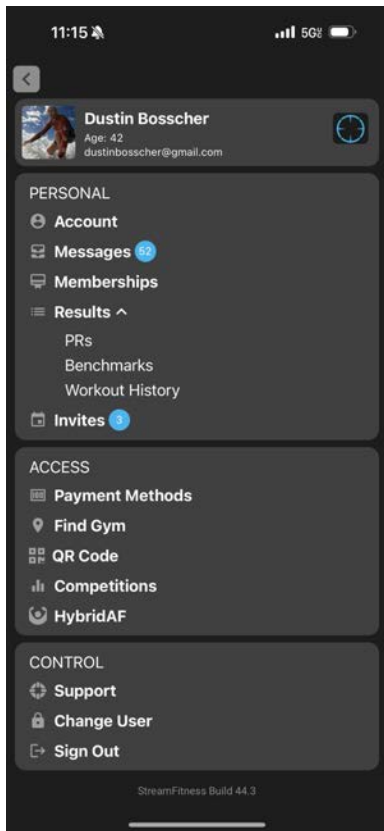 11:15
5G
Dustin Bosscher
Age: 42
dustinbosscher@gmail.com
PERSONAL
Account
Messages 52
Memberships
Results
PRs
Benchmarks
Workout History
Invites 3
ACCESS
Payment Methods
Find Gym
QR Code
Competitions
HybridAF
CONTROL
Support
Change User
Sign Out
StreamFitness Build 44.3